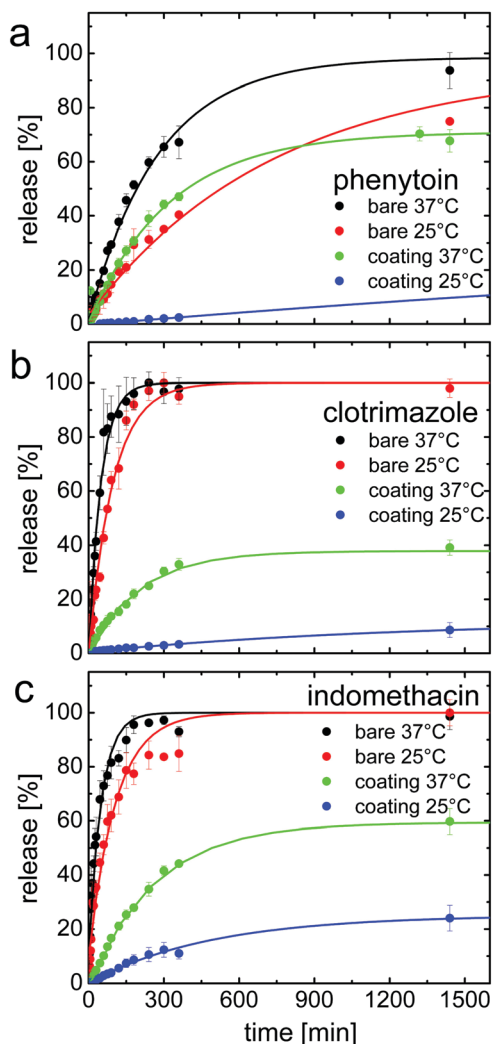 a
100
80
60
40
20
0
release [%]
phenytoin
bare 37°C
bare 25°C
coating 37°C
coating 25°C
b
100
80
60
40
20
0
release [%]
clotrimazole
bare 37°C
bare 25°C
coating 37°C
coating 25°C
c
100
80
60
40
20
0
release [%]
indomethacin
bare 37°C
bare 25°C
coating 37°C
coating 25°C
0 300 600 900 1200 1500
time [min]